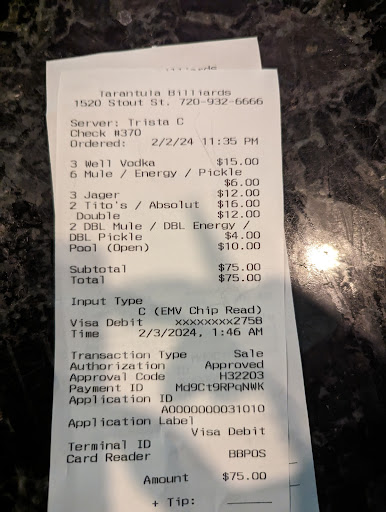 Tarantula Billiards
1520 Stout St. 720-932-6666
Server: Trista C
Check #370
Ordered: 2/2/24 11:35 PM
3 Well Vodka $15.00
6 Mule / Energy / Pickle
$6.00
3 Jager $12.00
2 Tito's / Absolut $16.00
Double $12.00
2 DBL Mule / DBL Energy /
DBL Pickle $4.00
Pool (Open) $10.00
Subtotal $75.00
Total $75.00
Input Type
C (EMV Chip Read)
Visa Debit xxxxxxxx2758
Time 2/3/2024, 1:46 AM
Transaction Type Sale
Authorization Approved
Approval Code H32203
Payment ID Md9Ct9RPqNWK
Application ID
A0000000031010
Application Label
Visa Debit
Terminal ID
Card Reader BBPOS
Amount $75.00
+ Tip: